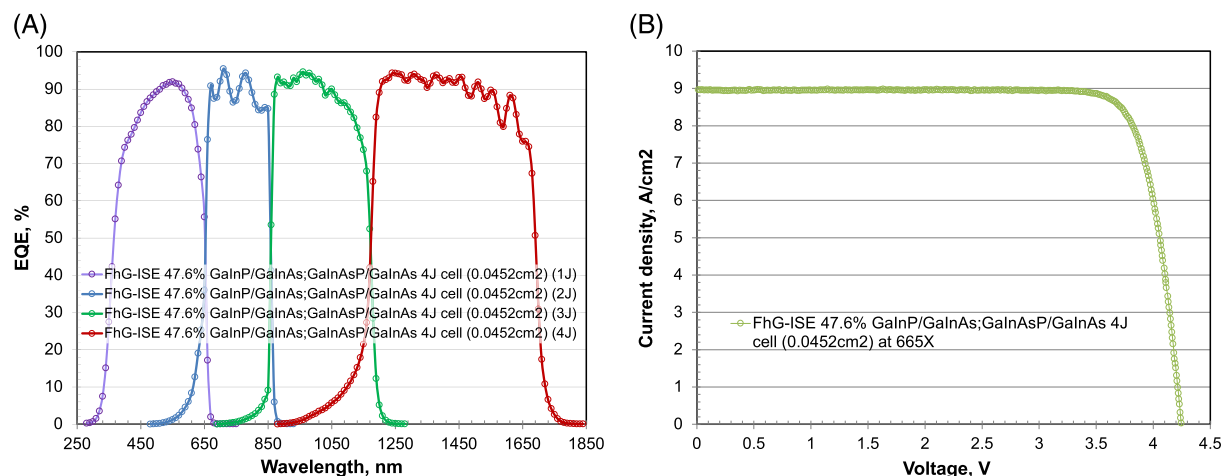 (A)
100
90
80
70
60
50
40
30
20
10
0
EQE, %
FhG-ISE 47.6% GaInP/GaInAs;GaInAsP/GaInAs 4J cell (0.0452cm2) (1J)
FhG-ISE 47.6% GaInP/GaInAs;GaInAsP/GaInAs 4J cell (0.0452cm2) (2J)
FhG-ISE 47.6% GaInP/GaInAs;GaInAsP/GaInAs 4J cell (0.0452cm2) (3J)
FhG-ISE 47.6% GaInP/GaInAs;GaInAsP/GaInAs 4J cell (0.0452cm2) (4J)
250 450 650 850 1050 1250 1450 1650 1850
Wavelength, nm
(B)
10
9
8
7
6
5
4
3
2
1
0
Current density, A/cm2
FhG-ISE 47.6% GaInP/GaInAs;GaInAsP/GaInAs 4J
cell (0.0452cm2) at 665X
0 0.5 1 1.5 2 2.5 3 3.5 4 4.5
Voltage, V